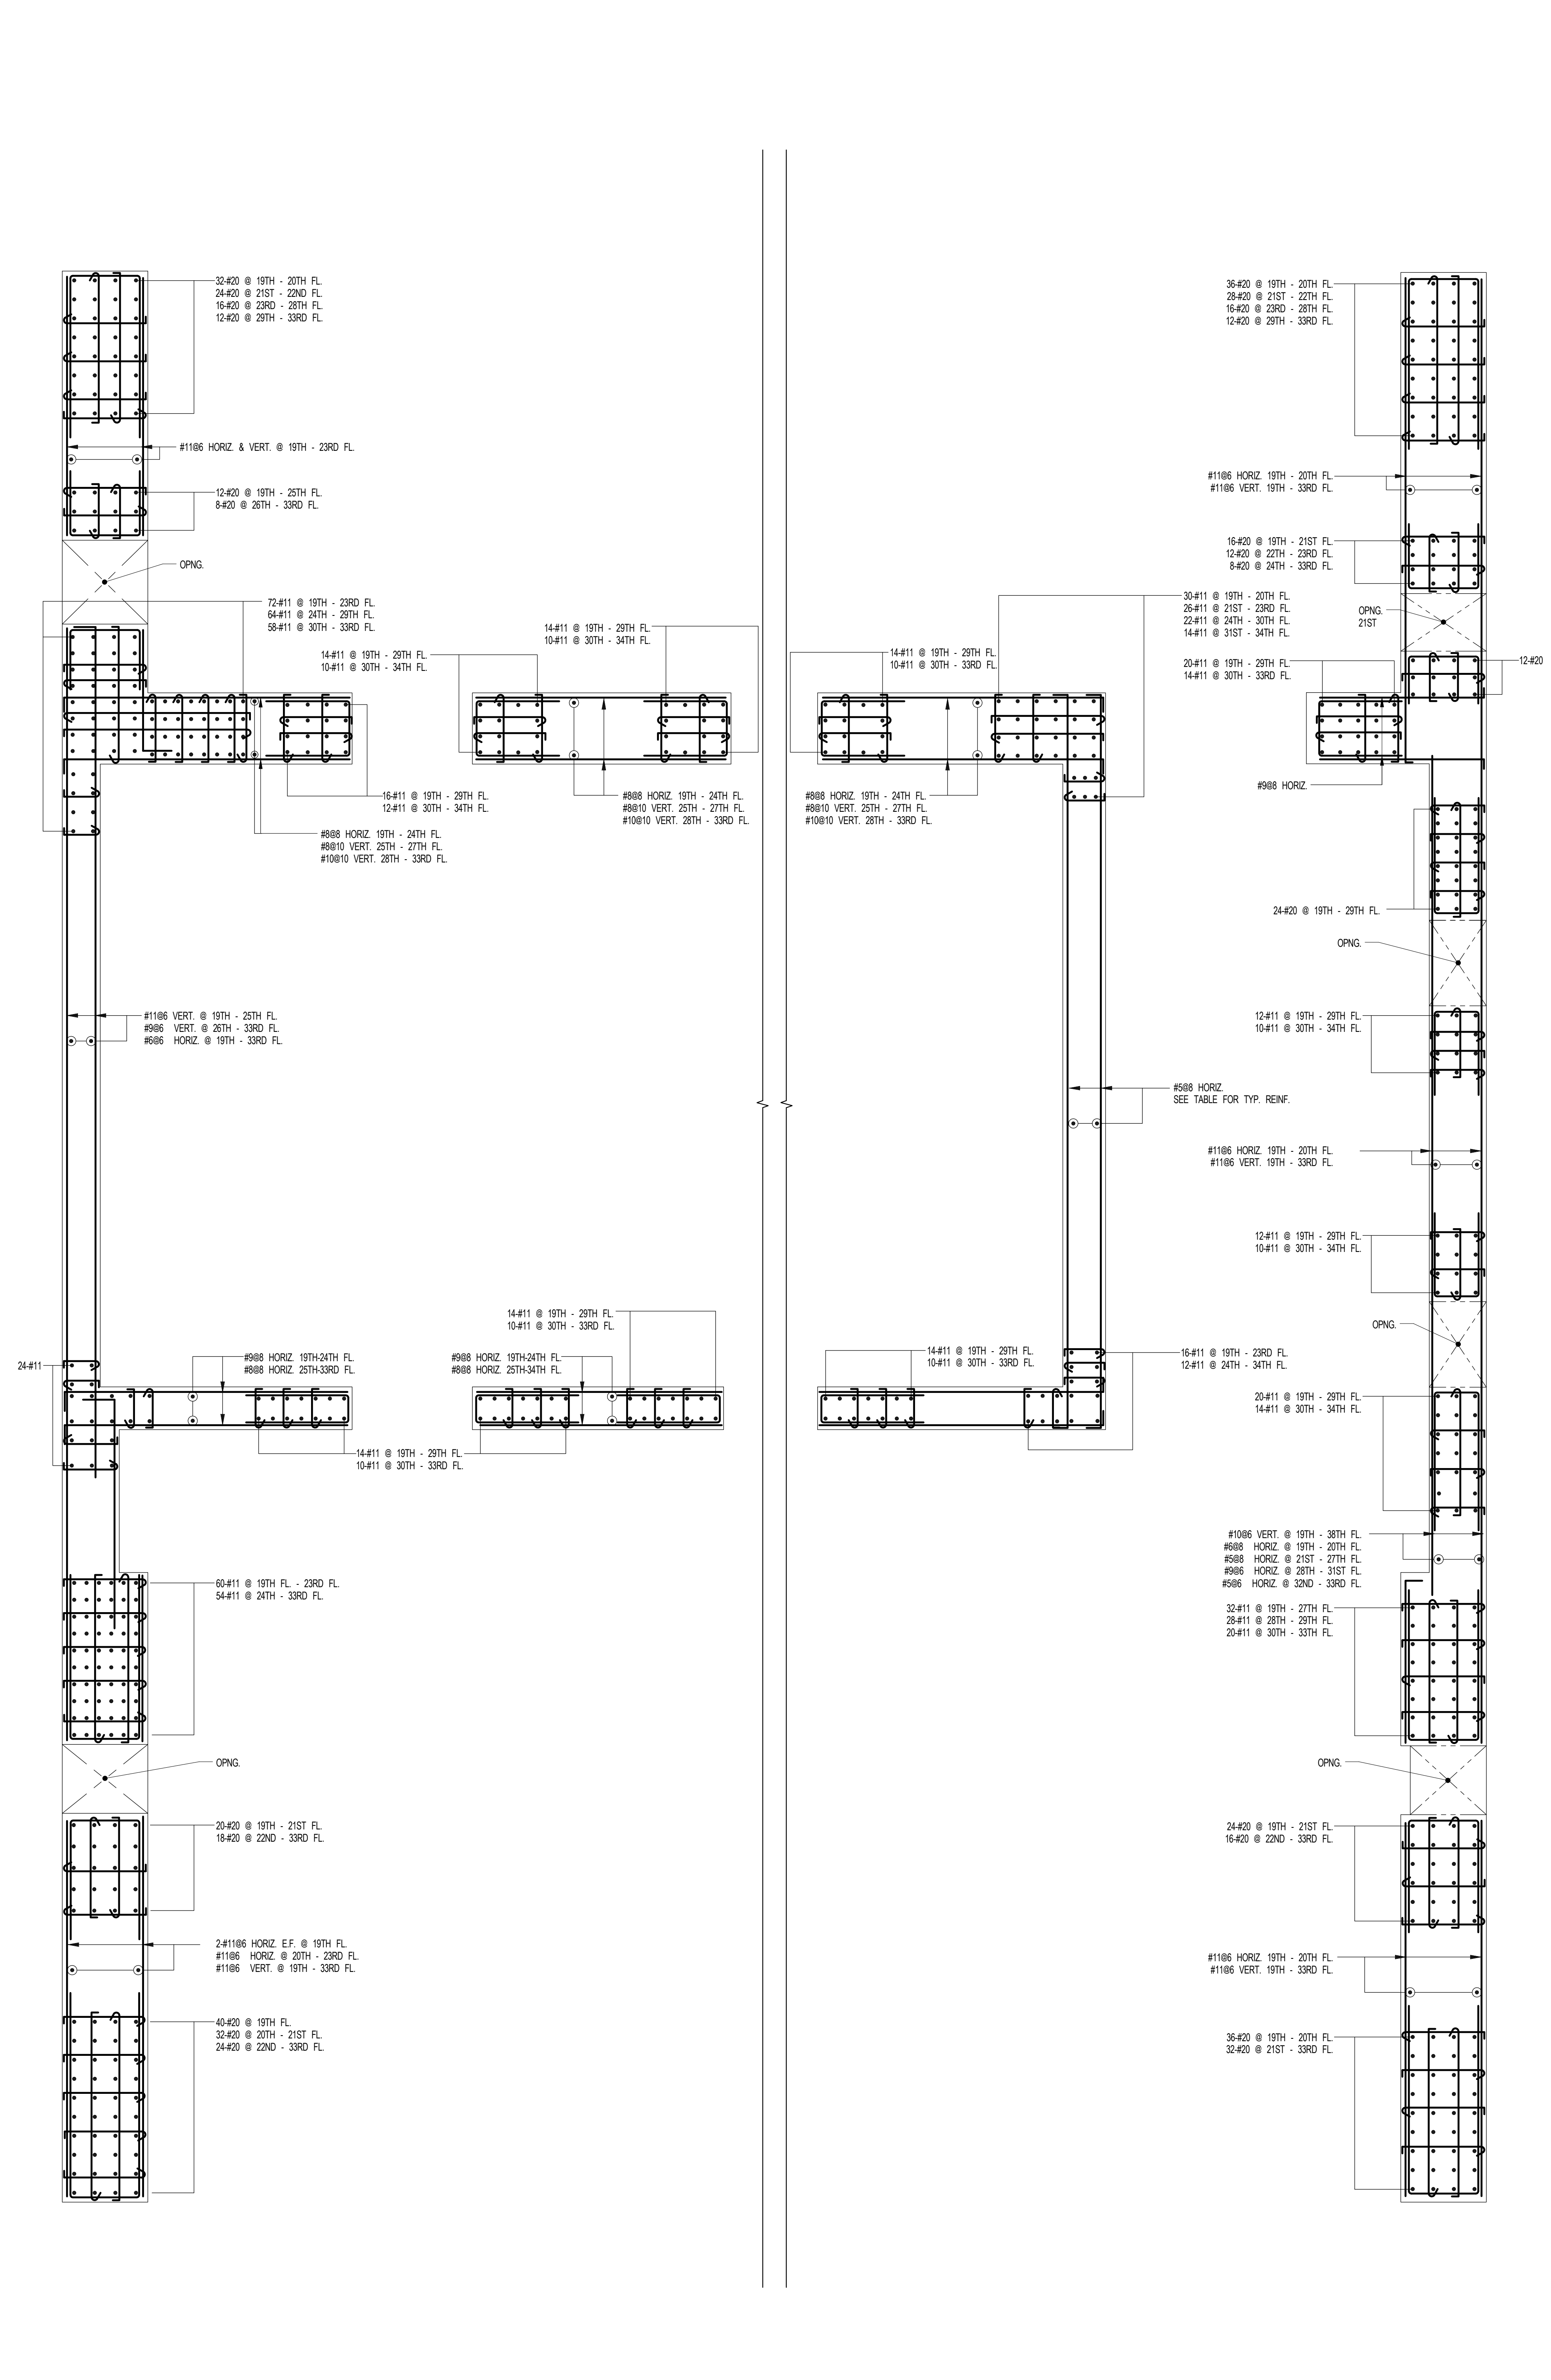 32-#20 @ 19TH - 20TH FL.
24-#20 @ 21ST - 22ND FL.
16-#20 @ 23RD - 28TH FL.
12-#20 @ 29TH - 33RD FL.
#11@6 HORIZ. & VERT. @ 19TH - 23RD FL.
12-#20 @ 19TH - 25TH FL.
8-#20 @ 26TH - 33RD FL.
OPNG.
72-#11 @ 19TH - 23RD FL.
64-#11 @ 24TH - 29TH FL.
58-#11 @ 30TH - 33RD FL.
14-#11 @ 19TH - 29TH FL.
10-#11 @ 30TH - 34TH FL.
14-#11 @ 19TH - 29TH FL.
10-#11 @ 30TH - 34TH FL.
16-#11 @ 19TH - 29TH FL.
12-#11 @ 30TH - 34TH FL.
#8@8 HORIZ. 19TH - 24TH FL.
#8@10 VERT. 25TH - 27TH FL.
#10@10 VERT. 28TH - 33RD FL.
#8@8 HORIZ. 19TH - 24TH FL.
#8@10 VERT. 25TH - 27TH FL.
#10@10 VERT. 28TH - 33RD FL.
#11@6 VERT. @ 19TH - 25TH FL.
#9@6 VERT. @ 26TH - 33RD FL.
#6@6 HORIZ. @ 19TH - 33RD FL.
14-#11 @ 19TH - 29TH FL.
10-#11 @ 30TH - 33RD FL.
24-#11
#9@8 HORIZ. 19TH-24TH FL.
#8@8 HORIZ. 25TH-33RD FL.
#9@8 HORIZ. 19TH-24TH FL.
#8@8 HORIZ. 25TH-34TH FL.
14-#11 @ 19TH - 29TH FL.
10-#11 @ 30TH - 33RD FL.
60-#11 @ 19TH FL. - 23RD FL.
54-#11 @ 24TH - 33RD FL.
OPNG.
20-#20 @ 19TH - 21ST FL.
18-#20 @ 22ND - 33RD FL.
2-#11@6 HORIZ. E.F. @ 19TH FL.
#11@6 HORIZ. @ 20TH - 23RD FL.
#11@6 VERT. @ 19TH - 33RD FL.
40-#20 @ 19TH FL.
32-#20 @ 20TH - 21ST FL.
24-#20 @ 22ND - 33RD FL.
36-#20 @ 19TH - 20TH FL.
28-#20 @ 21ST - 22TH FL.
16-#20 @ 23RD - 28TH FL.
12-#20 @ 29TH - 33RD FL.
#11@6 HORIZ. 19TH - 20TH FL.
#11@6 VERT. 19TH - 33RD FL.
16-#20 @ 19TH - 21ST FL.
12-#20 @ 22TH - 23RD FL.
8-#20 @ 24TH - 33RD FL.
30-#11 @ 19TH - 20TH FL.
26-#11 @ 21ST - 23RD FL.
22-#11 @ 24TH - 30TH FL.
14-#11 @ 31ST - 34TH FL.
OPNG.
21ST
14-#11 @ 19TH - 29TH FL.
10-#11 @ 30TH - 33RD FL.
20-#11 @ 19TH - 29TH FL.
14-#11 @ 30TH - 33RD FL.
12-#20
#9@8 HORIZ.
#8@8 HORIZ. 19TH - 24TH FL.
#8@10 VERT. 25TH - 27TH FL.
#10@10 VERT. 28TH - 33RD FL.
24-#20 @ 19TH - 29TH FL.
OPNG.
12-#11 @ 19TH - 29TH FL.
10-#11 @ 30TH - 34TH FL.
#5@8 HORIZ.
SEE TABLE FOR TYP. REINF.
#11@6 HORIZ. 19TH - 20TH FL.
#11@6 VERT. 19TH - 33RD FL.
12-#11 @ 19TH - 29TH FL.
10-#11 @ 30TH - 34TH FL.
OPNG.
14-#11 @ 19TH - 29TH FL.
10-#11 @ 30TH - 33RD FL.
16-#11 @ 19TH - 23RD FL.
12-#11 @ 24TH - 34TH FL.
20-#11 @ 19TH - 29TH FL.
14-#11 @ 30TH - 34TH FL.
#10@6 VERT. @ 19TH - 38TH FL.
#6@8 HORIZ. @ 19TH - 20TH FL.
#5@8 HORIZ. @ 21ST - 27TH FL.
#9@6 HORIZ. @ 28TH - 31ST FL.
#5@6 HORIZ. @ 32ND - 33RD FL.
32-#11 @ 19TH - 27TH FL.
28-#11 @ 28TH - 29TH FL.
20-#11 @ 30TH - 33TH FL.
OPNG.
24-#20 @ 19TH - 21ST FL.
16-#20 @ 22ND - 33RD FL.
#11@6 HORIZ. 19TH - 20TH FL.
#11@6 VERT. 19TH - 33RD FL.
36-#20 @ 19TH - 20TH FL.
32-#20 @ 21ST - 33RD FL.